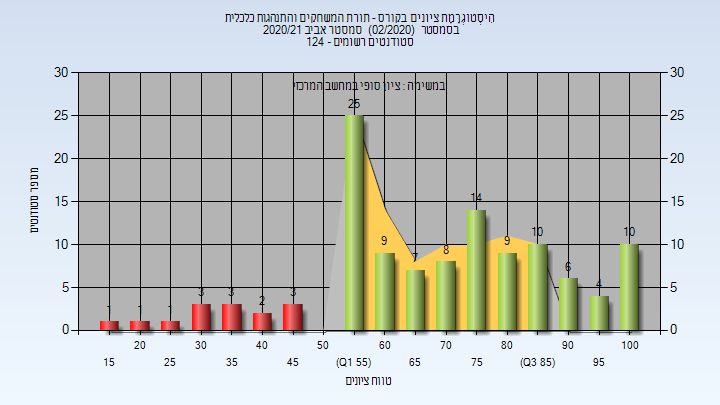 היסטוגרמת ציונים בקורס - תורת המשחקים והתנהגות כלכלית
בסמסטר (02/2020) סמסטר אביב 2020/21
סטודנטים רשומים - 124
במשימה : ציון סופי במחשב המרכזי
מספר סטודנטים
30 30
25 25
20 20
15 15
10 10
5 5
0 0
1 1 1 3 3 2 3 25 9 7 8 14 9 10 6 4 10
20 30 40 50 60 70 80 90 100
15 25 35 45 (Q1 55) 65 75 (Q3 85) 95
טווח ציונים